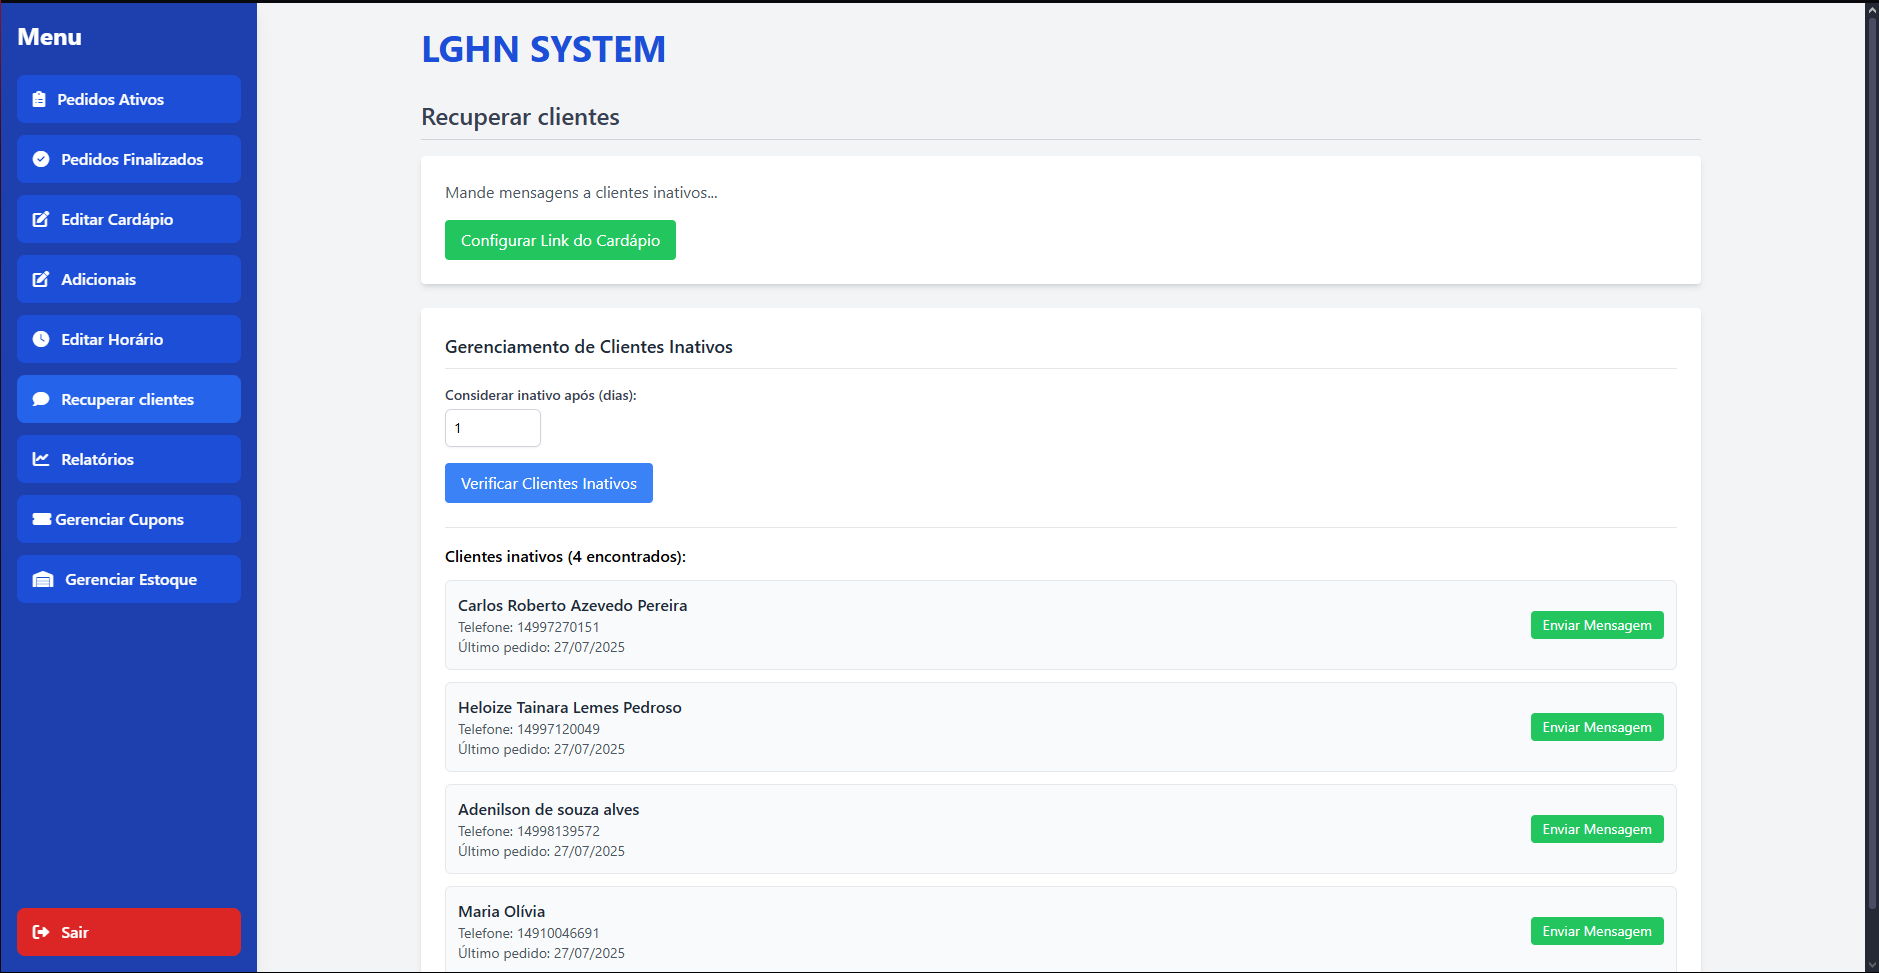 Menu
Pedidos Ativos
Pedidos Finalizados
Editar Cardápio
Adicionais
Editar Horário
Recuperar clientes
Relatórios
Gerenciar Cupons
Gerenciar Estoque
Sair
LGHN SYSTEM
Recuperar clientes
Mande mensagens a clientes inativos...
Configurar Link do Cardápio
Gerenciamento de Clientes Inativos
Considerar inativo após (dias):
1
Verificar Clientes Inativos
Clientes inativos (4 encontrados):
Carlos Roberto Azevedo Pereira
Telefone: 14997270151
Último pedido: 27/07/2025
Enviar Mensagem
Heloize Tainara Lemes Pedroso
Telefone: 14997120049
Último pedido: 27/07/2025
Enviar Mensagem
Adenilson de souza alves
Telefone: 14998139572
Último pedido: 27/07/2025
Enviar Mensagem
Maria Olívia
Telefone: 14910046691
Último pedido: 27/07/2025
Enviar Mensagem